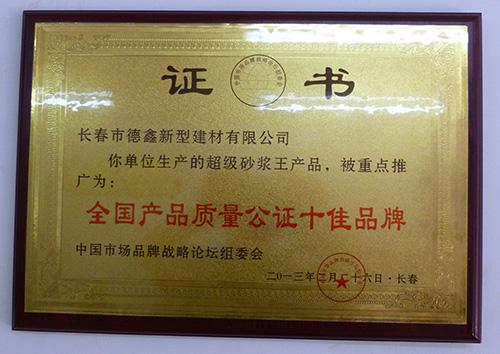 证书
长春市德鑫新型建材有限公司
你单位生产的超级砂浆王产品，被重点推
广为：
全国产品质量公证十佳品牌
中国市场品牌战略论坛组委会
二〇一三年 月二十六日·长春